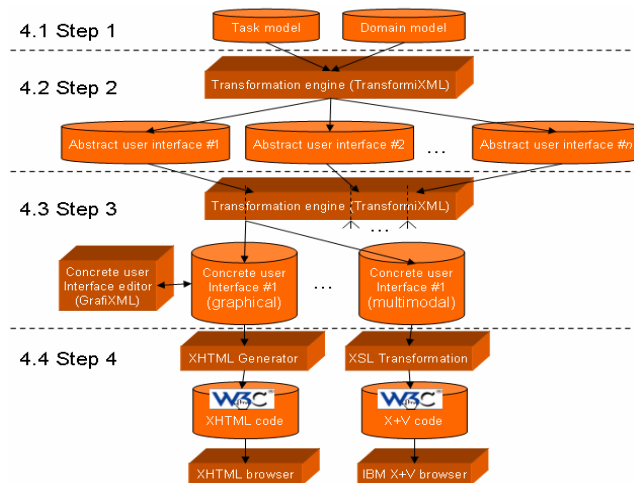 4.1 Step 1
Task model
Domain model
4.2 Step 2
Transformation engine (TransformiXML)
Abstract user interface #1
Abstract user interface #2
...
Abstract user interface #n
4.3 Step 3
Transformation engine (TransformiXML)
...
Concrete user
Interface editor
(GrafiXML)
Concrete user
Interface #1
(graphical)
...
Concrete user
Interface #1
(multimodal)
4.4 Step 4
XHTML Generator
XSL Transformation
W3C
XHTML code
W3C
X+V code
XHTML browser
IBM X+V browser